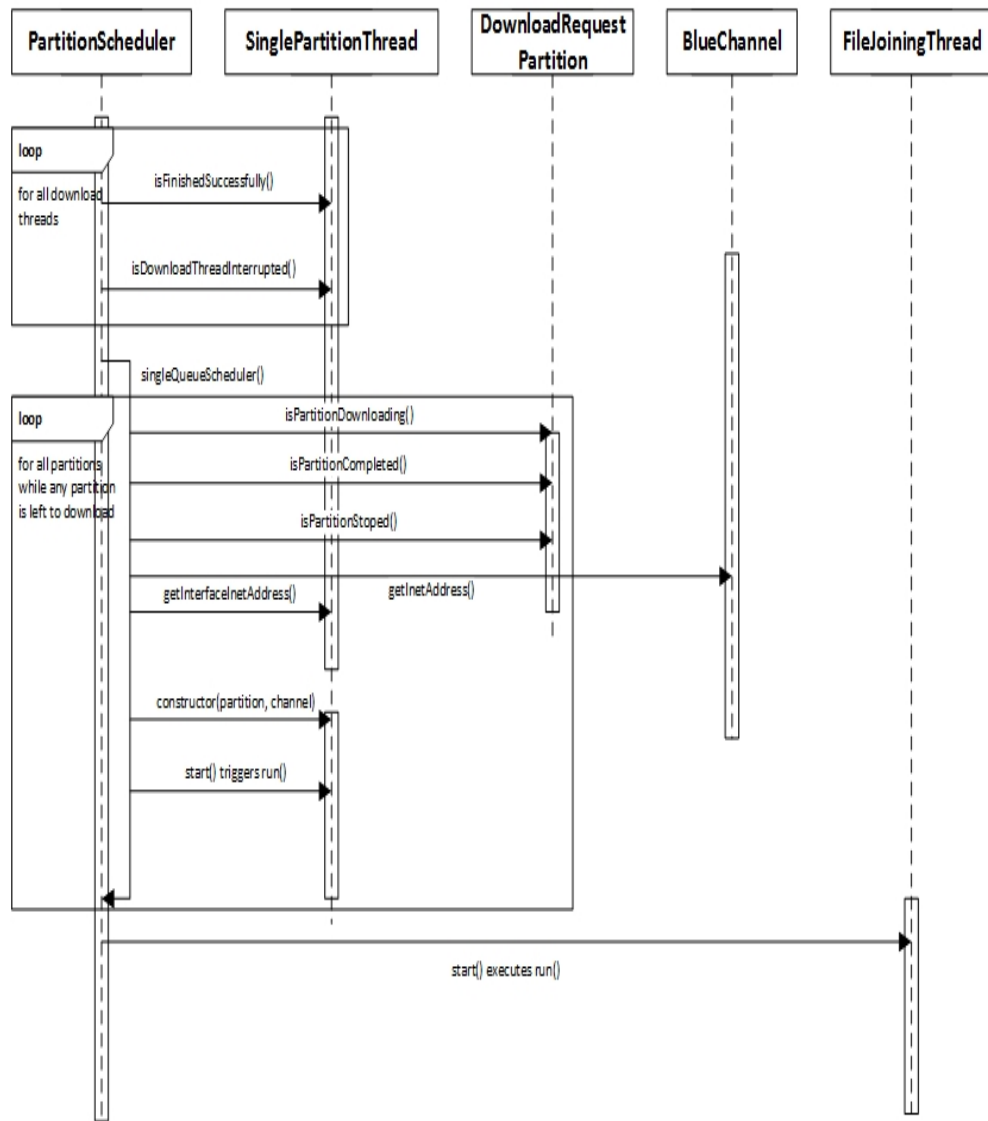 PartitionScheduler
SinglePartitionThread
DownloadRequest
Partition
BlueChannel
FileJoiningThread
loop
for all download
threads
isFinishedSuccessfully()
isDownloadThreadInterrupted()
singleQueueScheduler()
loop
for all partitions
while any partition
is left to download
isPartitionDownloading()
isPartitionCompleted()
isPartitionStoped()
getInterfaceInetAddress()
getInetAddress()
constructor(partition, channel)
start() triggers run()
start() executes run()